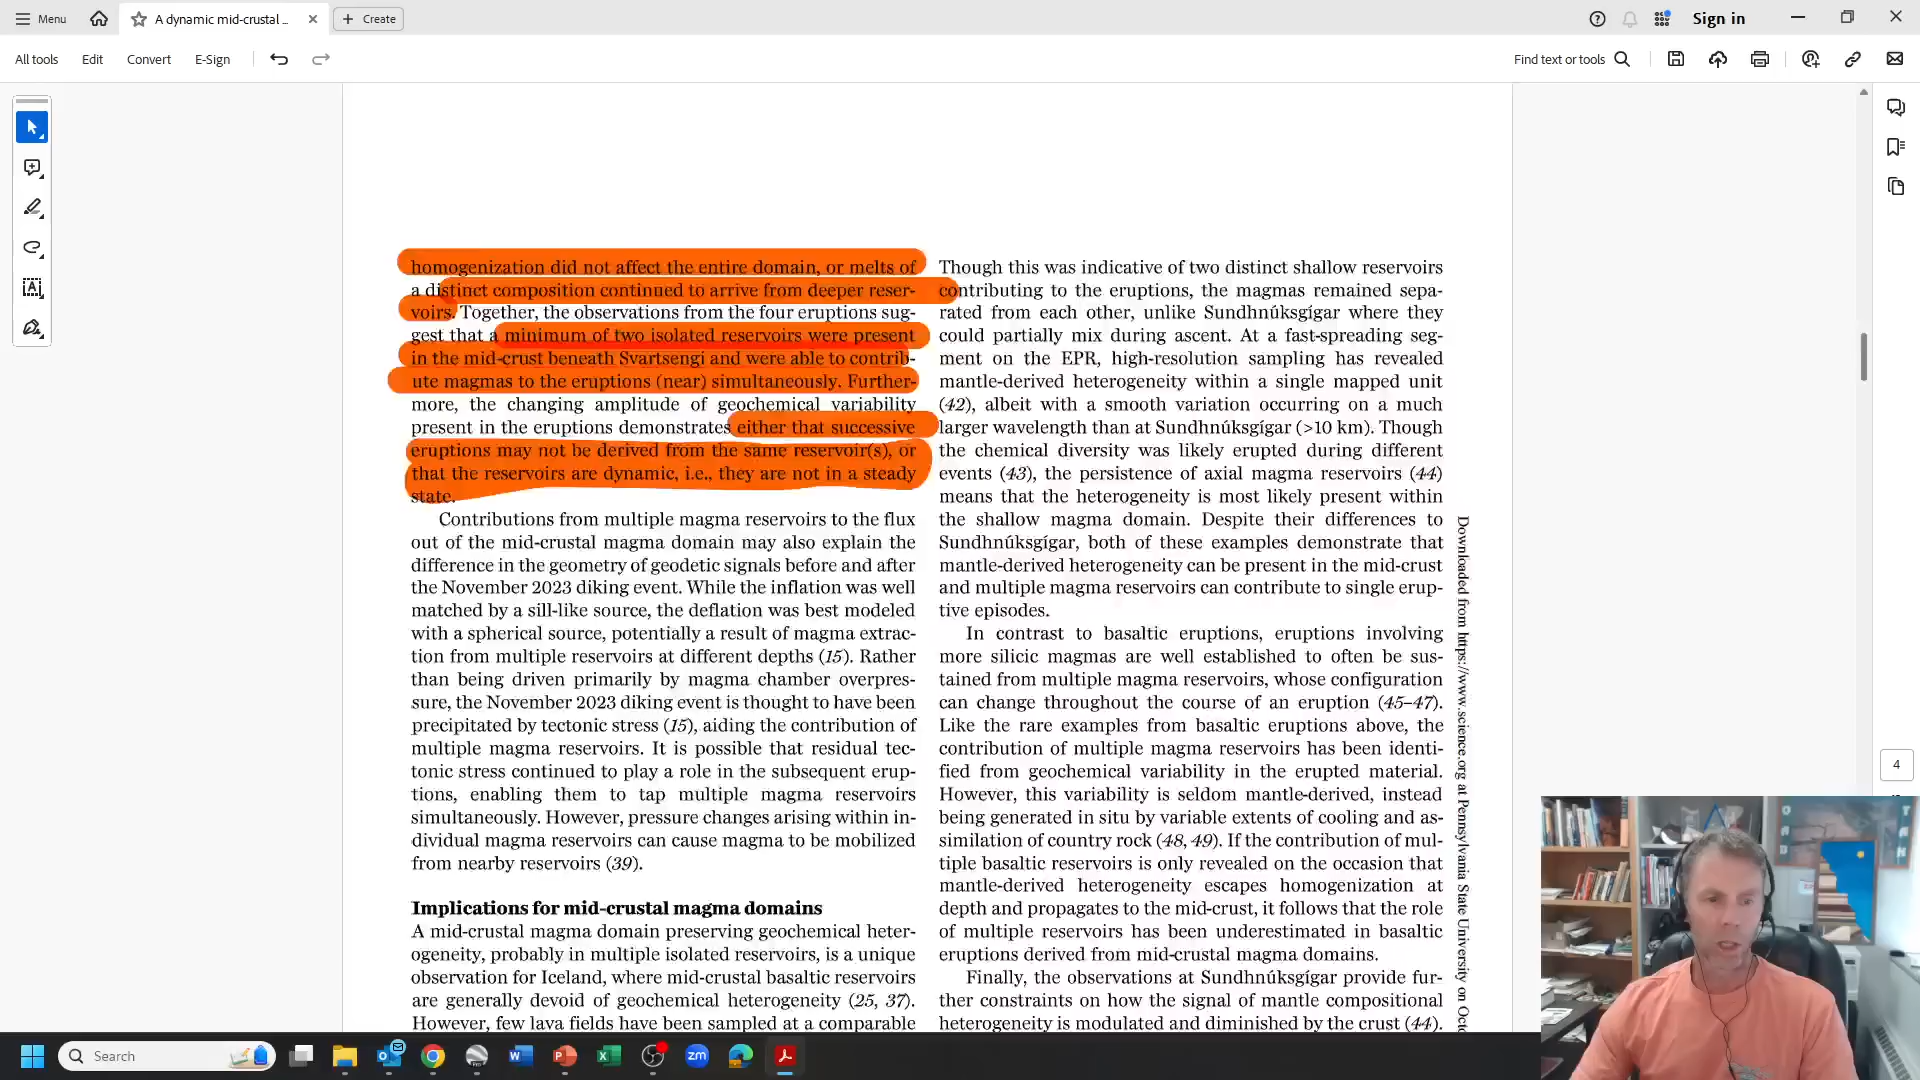 Menu
A dynamic mid-crustal ...
Create
Sign in
All tools
Edit
Convert
E-Sign
Find text or tools
homogenization did not affect the entire domain, or melts of
a distinct composition continued to arrive from deeper reser-
voirs. Together, the observations from the four eruptions sug-
gest that a minimum of two isolated reservoirs were present
in the mid-crust beneath Svartsengi and were able to contrib-
ute magmas to the eruptions (near) simultaneously. Further-
more, the changing amplitude of geochemical variability
present in the eruptions demonstrates either that successive
eruptions may not be derived from the same reservoir(s), or
that the reservoirs are dynamic, i.e., they are not in a steady
state.
Contributions from multiple magma reservoirs to the flux
out of the mid-crustal magma domain may also explain the
difference in the geometry of geodetic signals before and after
the November 2023 diking event. While the inflation was well
matched by a sill-like source, the deflation was best modeled
with a spherical source, potentially a result of magma extrac-
tion from multiple reservoirs at different depths (15). Rather
than being driven primarily by magma chamber overpres-
sure, the November 2023 diking event is thought to have been
precipitated by tectonic stress (15), aiding the contribution of
multiple magma reservoirs. It is possible that residual tec-
tonic stress continued to play a role in the subsequent erup-
tions, enabling them to tap multiple magma reservoirs
simultaneously. However, pressure changes arising within in-
dividual magma reservoirs can cause magma to be mobilized
from nearby reservoirs (39).
Implications for mid-crustal magma domains
A mid-crustal magma domain preserving geochemical heter-
ogeneity, probably in multiple isolated reservoirs, is a unique
observation for Iceland, where mid-crustal basaltic reservoirs
are generally devoid of geochemical heterogeneity (25, 37).
However, few lava fields have been sampled at a comparable
Though this was indicative of two distinct shallow reservoirs
contributing to the eruptions, the magmas remained sepa-
rated from each other, unlike Sundhnúksgígar where they
could partially mix during ascent. At a fast-spreading seg-
ment on the EPR, high-resolution sampling has revealed
mantle-derived heterogeneity within a single mapped unit
(42), albeit with a smooth variation occurring on a much
larger wavelength than at Sundhnúksgígar (>10 km). Though
the chemical diversity was likely erupted during different
events (43), the persistence of axial magma reservoirs (44)
means that the heterogeneity is most likely present within
the shallow magma domain. Despite their differences to
Sundhnúksgígar, both of these examples demonstrate that
mantle-derived heterogeneity can be present in the mid-crust
and multiple magma reservoirs can contribute to single erup-
tive episodes.
In contrast to basaltic eruptions, eruptions involving
more silicic magmas are well established to often be sus-
tained from multiple magma reservoirs, whose configuration
can change throughout the course of an eruption (45–47).
Like the rare examples from basaltic eruptions above, the
contribution of multiple magma reservoirs has been identi-
fied from geochemical variability in the erupted material.
However, this variability is seldom mantle-derived, instead
being generated in situ by variable extents of cooling and as-
similation of country rock (48, 49). If the contribution of mul-
tiple basaltic reservoirs is only revealed on the occasion that
mantle-derived heterogeneity escapes homogenization at
depth and propagates to the mid-crust, it follows that the role
of multiple reservoirs has been underestimated in basaltic
eruptions derived from mid-crustal magma domains.
Finally, the observations at Sundhnúksgígar provide fur-
ther constraints on how the signal of mantle compositional
heterogeneity is modulated and diminished by the crust (44).
Downloaded from https://www.science.org at Pennsylvania State University on Octo
4
Search
zm